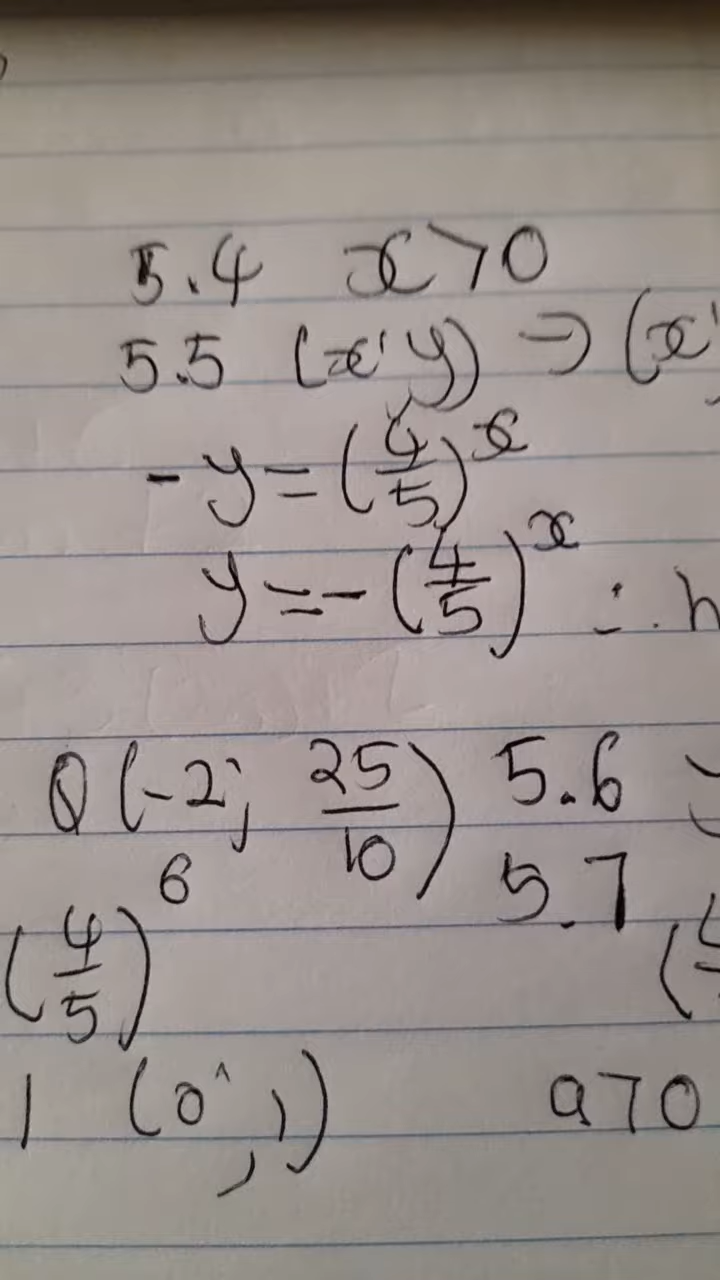 5.4 x>0
5.5 (x;y) → (x;
-y=(4/5)^x
y=-(4/5)^x ∴ h
Q(-2; 25/10) 5.6 y
6 5.7
(4/5) (4
1 (0;1) a>0